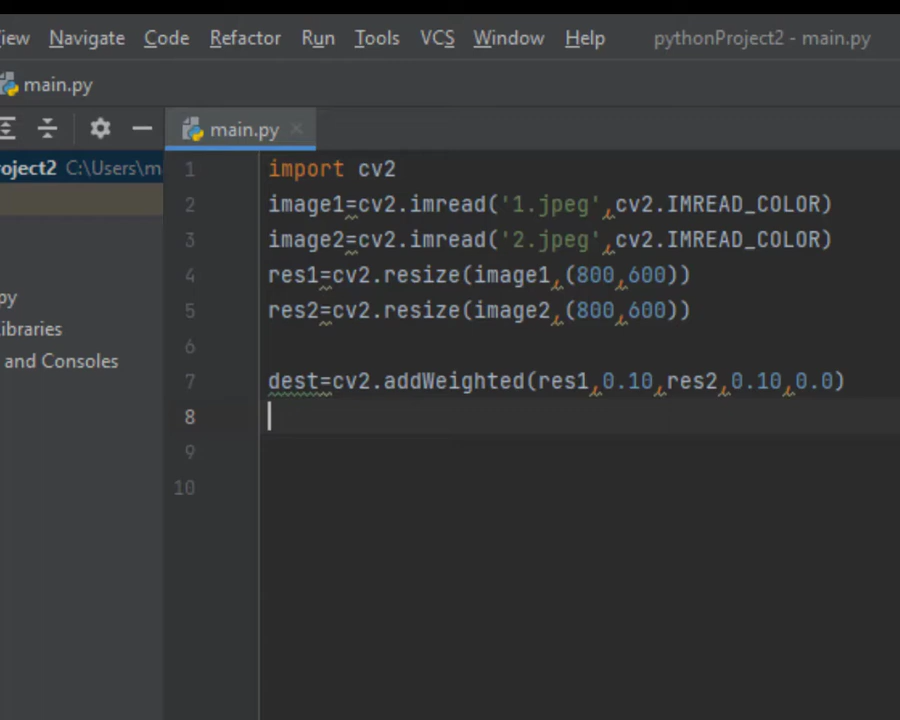 View Navigate Code Refactor Run Tools VCS Window Help pythonProject2 - main.py
main.py
main.py
oject2 C:\Users\m
1 import cv2
2 image1=cv2.imread('1.jpeg',cv2.IMREAD_COLOR)
3 image2=cv2.imread('2.jpeg',cv2.IMREAD_COLOR)
4 res1=cv2.resize(image1,(800,600))
5 res2=cv2.resize(image2,(800,600))
py
ibraries
6
and Consoles
7 dest=cv2.addWeighted(res1,0.10,res2,0.10,0.0)
8
9
10